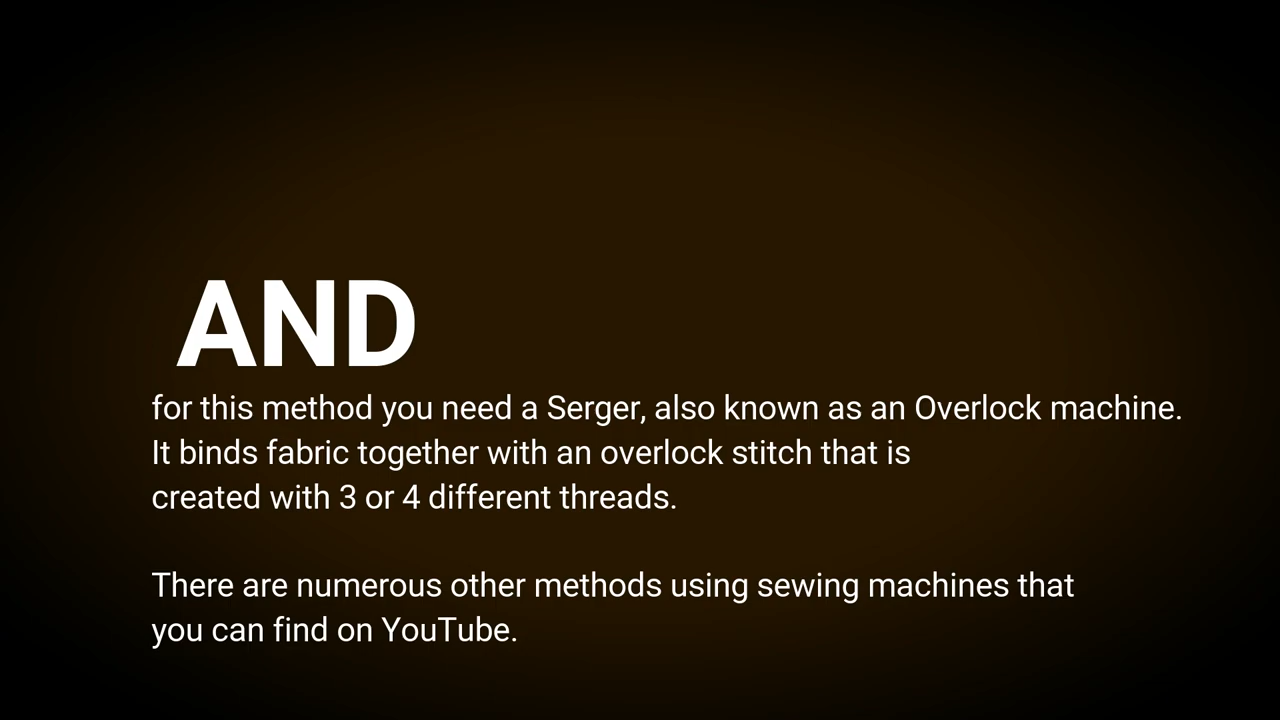 AND
for this method you need a Serger, also known as an Overlock machine.
It binds fabric together with an overlock stitch that is
created with 3 or 4 different threads.
There are numerous other methods using sewing machines that
you can find on YouTube.